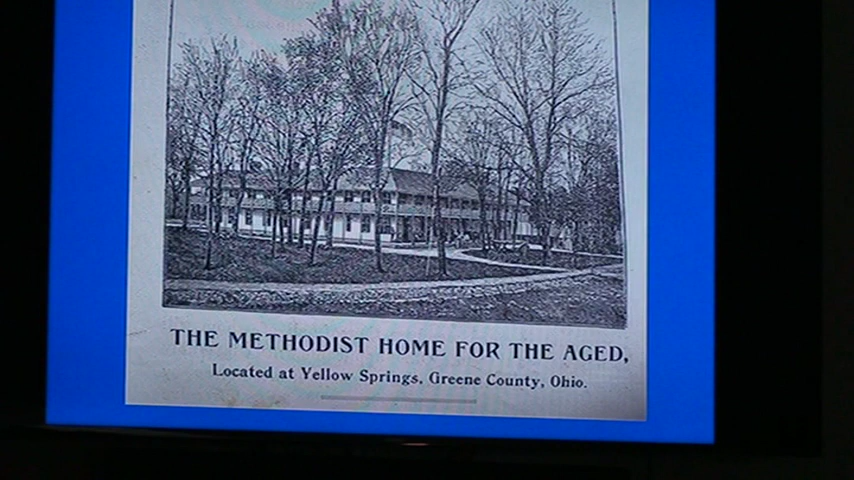 THE METHODIST HOME FOR THE AGED,
Located at Yellow Springs, Greene County, Ohio.